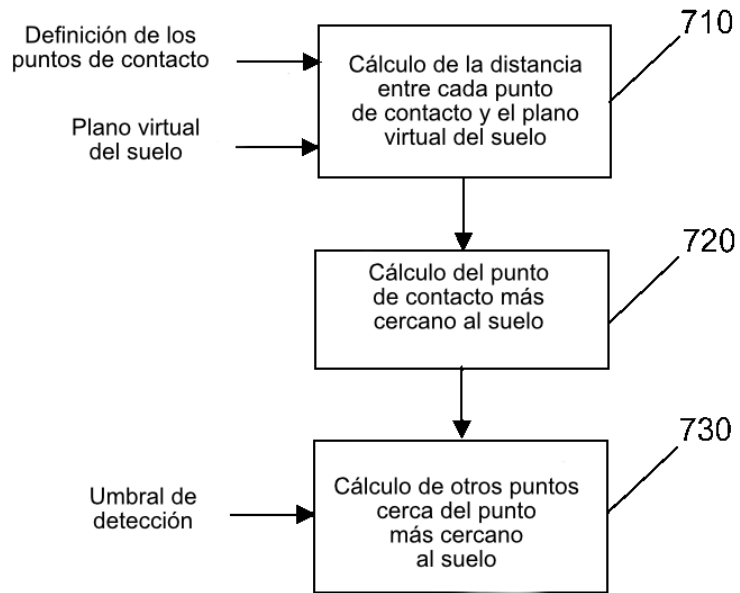 Definición de los
puntos de contacto
Plano virtual
del suelo
710
Cálculo de la distancia
entre cada punto
de contacto y el plano
virtual del suelo
720
Cálculo del punto
de contacto más
cercano al suelo
730
Umbral de
detección
Cálculo de otros puntos
cerca del punto
más cercano
al suelo